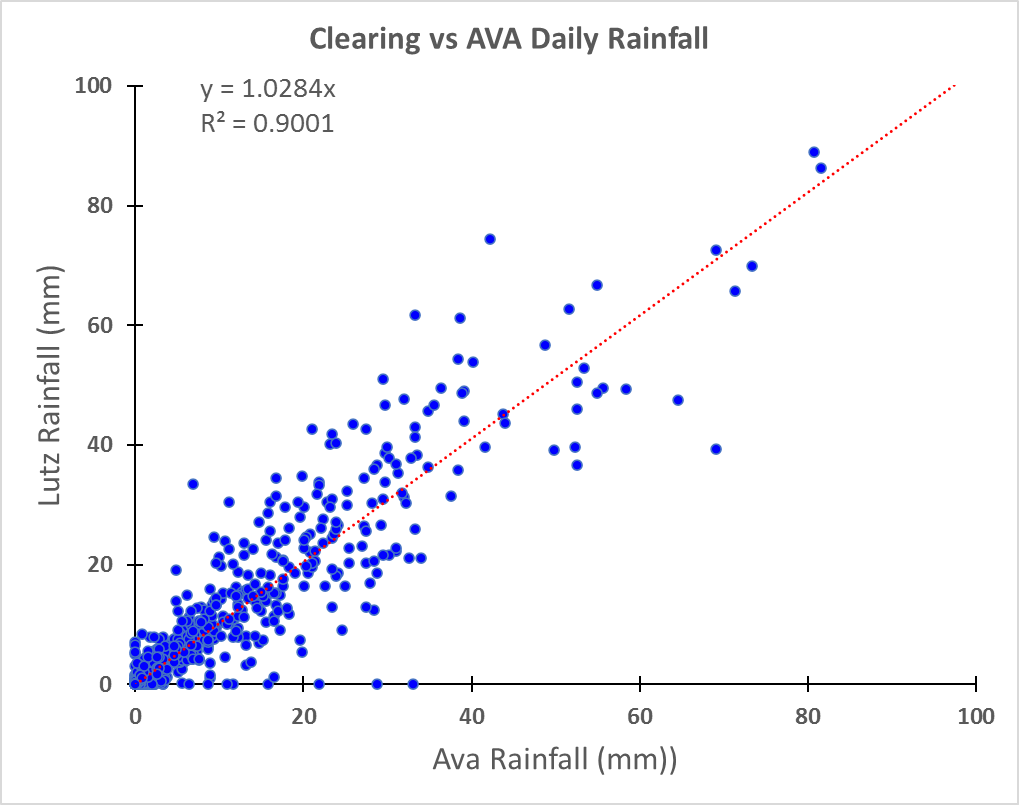 Clearing vs AVA Daily Rainfall
y = 1.0284x
R² = 0.9001
100
80
60
40
20
0
Lutz Rainfall (mm)
0 20 40 60 80 100
Ava Rainfall (mm))